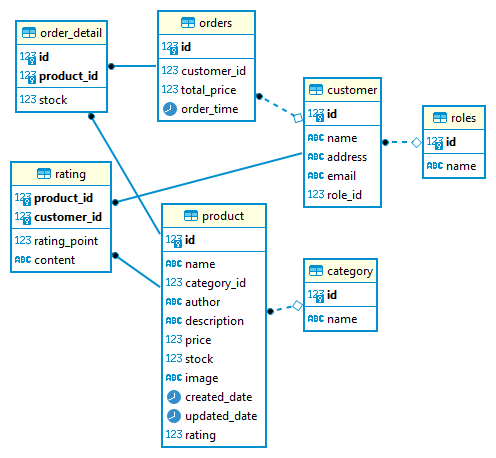 order_detail
123 id
123 product_id
123 stock
orders
123 id
123 customer_id
123 total_price
order_time
customer
123 id
ABC name
ABC address
ABC email
123 role_id
roles
123 id
ABC name
rating
123 product_id
123 customer_id
123 rating_point
ABC content
product
123 id
ABC name
123 category_id
ABC author
ABC description
123 price
123 stock
ABC image
created_date
updated_date
123 rating
category
123 id
ABC name